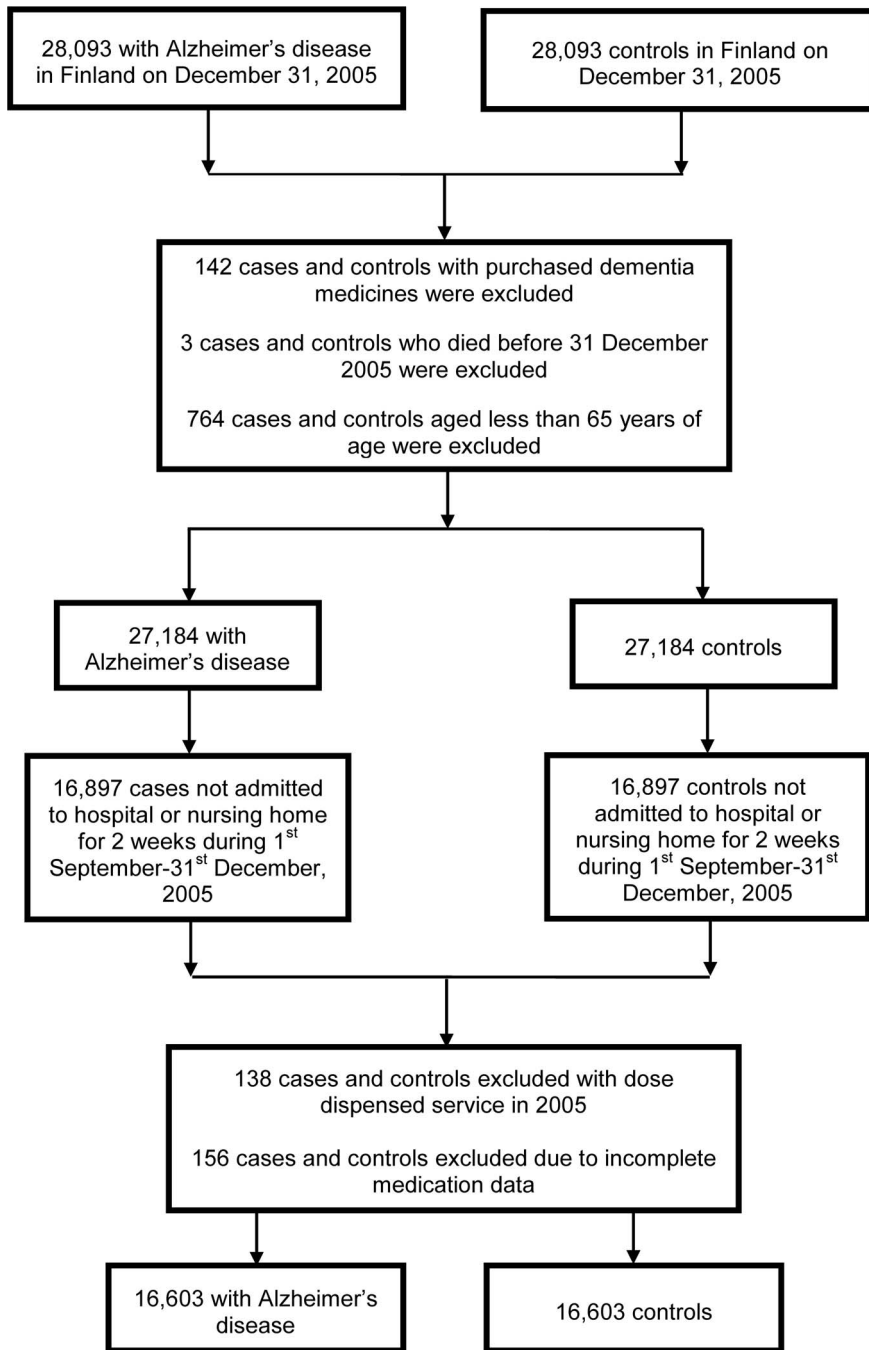 28,093 with Alzheimer's disease
in Finland on December 31, 2005
28,093 controls in Finland on
December 31, 2005
142 cases and controls with purchased dementia
medicines were excluded
3 cases and controls who died before 31 December
2005 were excluded
764 cases and controls aged less than 65 years of
age were excluded
27,184 with
Alzheimer's disease
27,184 controls
16,897 cases not admitted
to hospital or nursing home
for 2 weeks during 1st
September-31st December,
2005
16,897 controls not
admitted to hospital or
nursing home for 2 weeks
during 1st September-31st
December, 2005
138 cases and controls excluded with dose
dispensed service in 2005
156 cases and controls excluded due to incomplete
medication data
16,603 with Alzheimer's
disease
16,603 controls